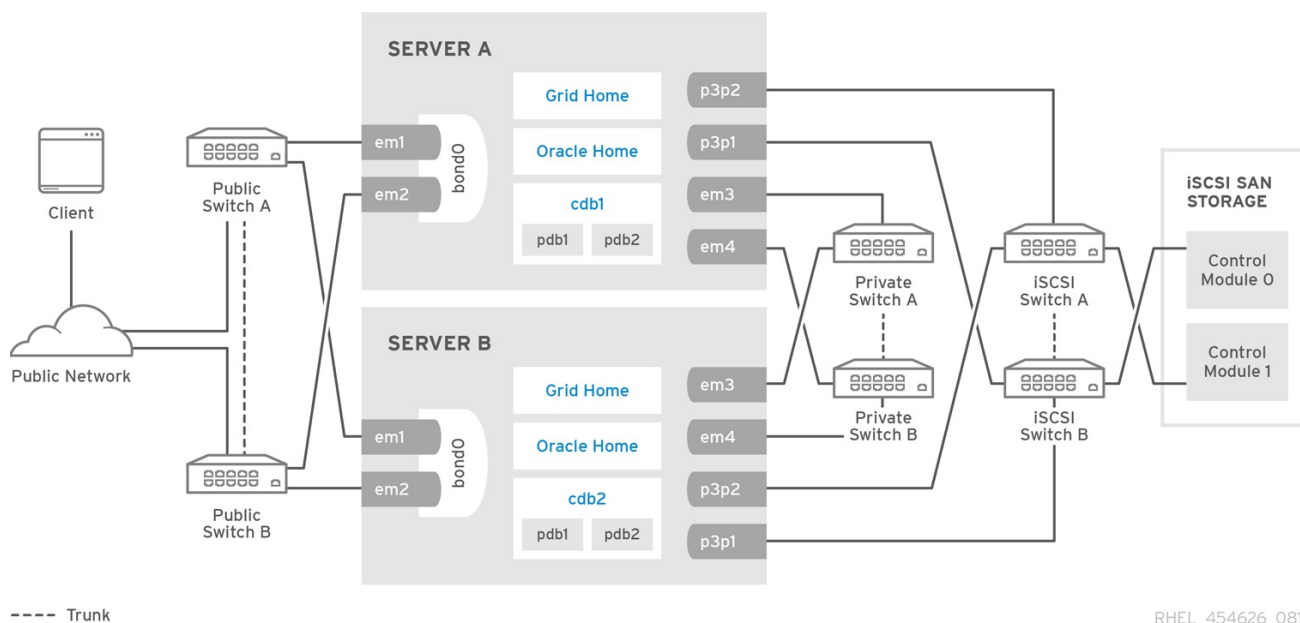 SERVER A
Grid Home
p3p2
em1
p3p1
Oracle Home
bond0
em2
em3
cdb1
pdb1
pdb2
em4
Client
Public
Switch A
Public Network
Public
Switch B
SERVER B
Grid Home
em3
em1
Oracle Home
em4
bond0
em2
cdb2
p3p2
pdb1
pdb2
p3p1
Private
Switch A
Private
Switch B
iSCSI
Switch A
iSCSI
Switch B
iSCSI SAN
STORAGE
Control
Module 0
Control
Module 1
Trunk
RHEL_454626_081